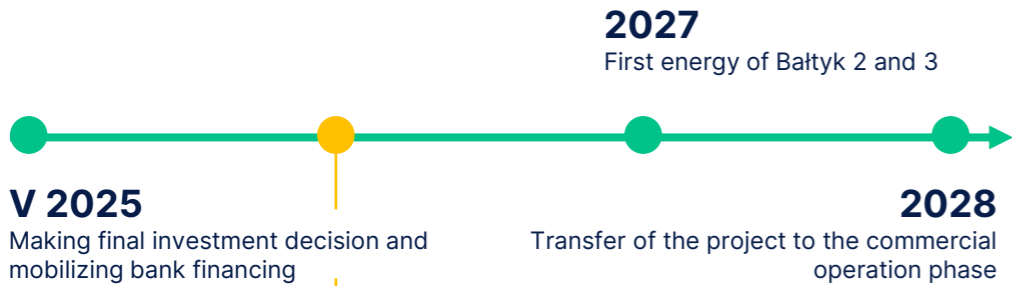 2027
First energy of Bałtyk 2 and 3
V 2025
Making final investment decision and
mobilizing bank financing
2028
Transfer of the project to the commercial
operation phase